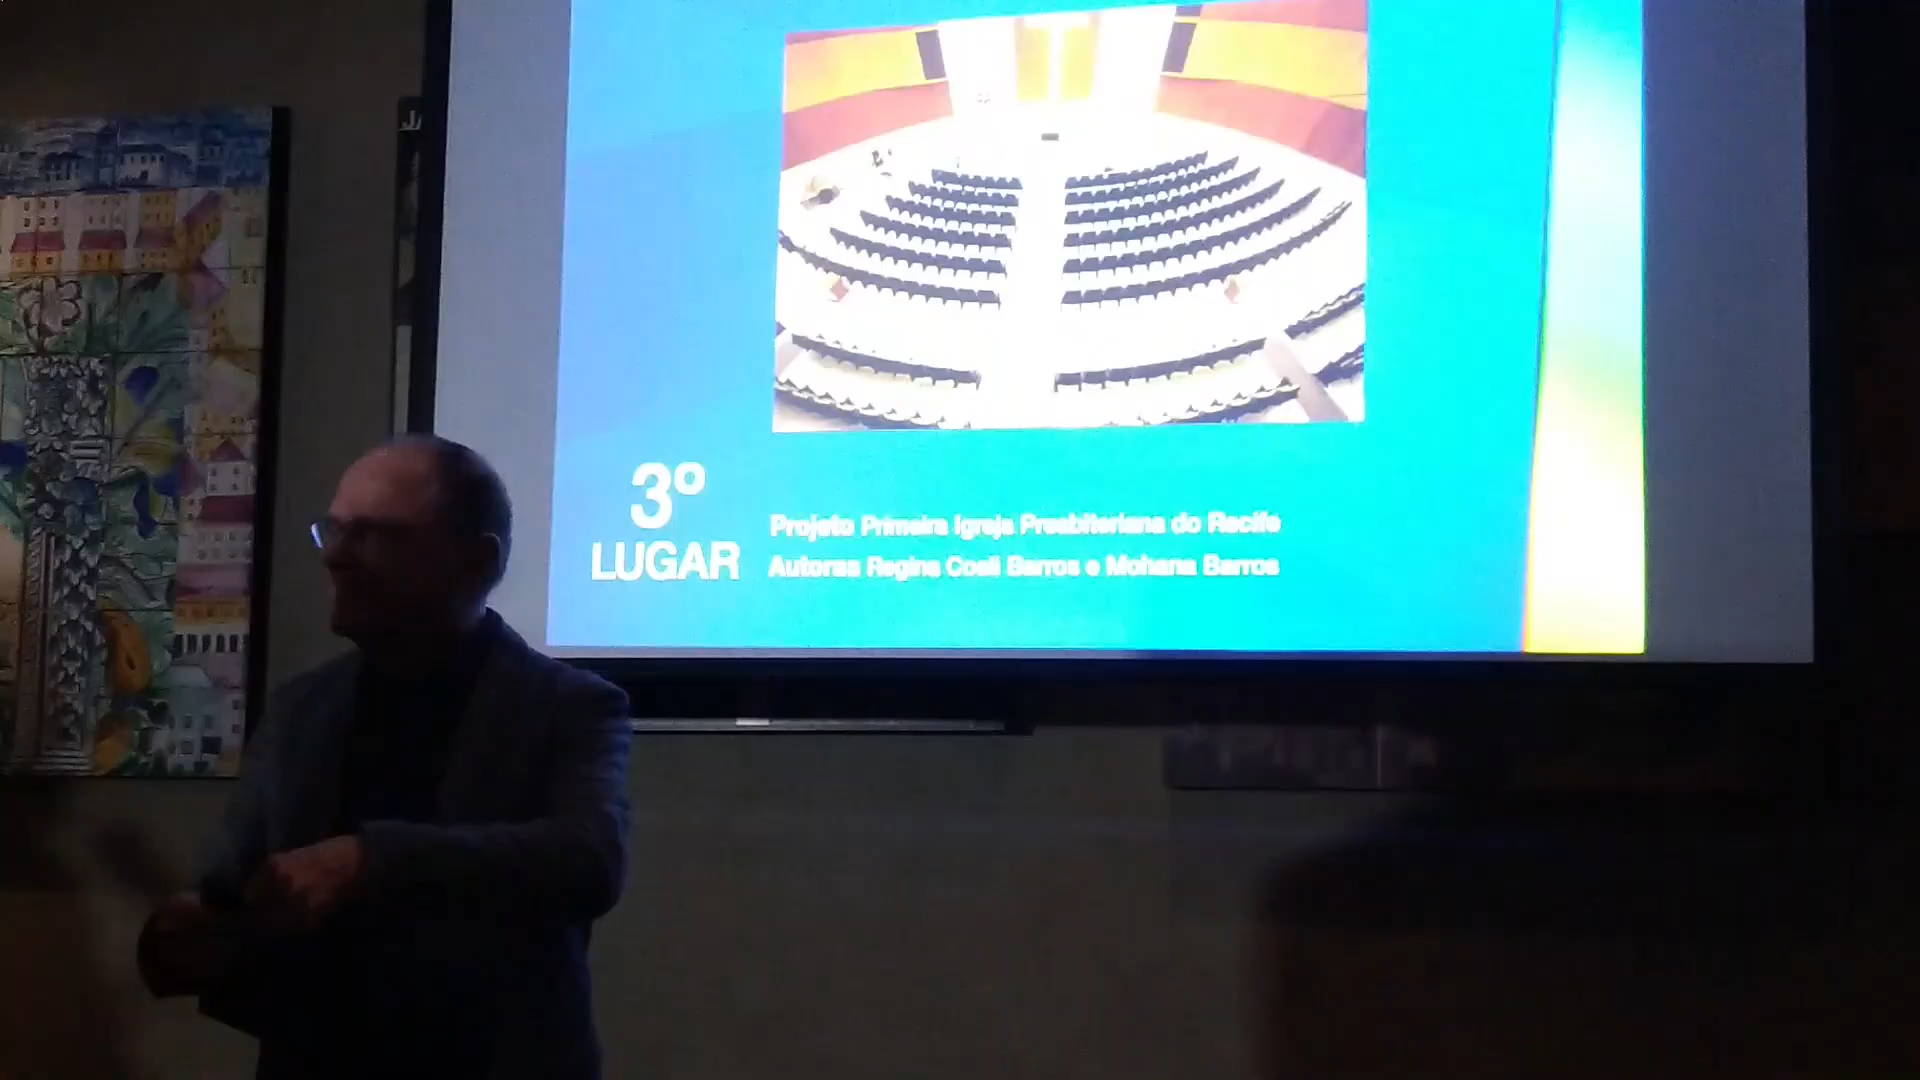 3º
LUGAR
Projeto Primeira Igreja Presbiteriana do Recife
Autoras Regina Coeli Barros e Mohana Barros